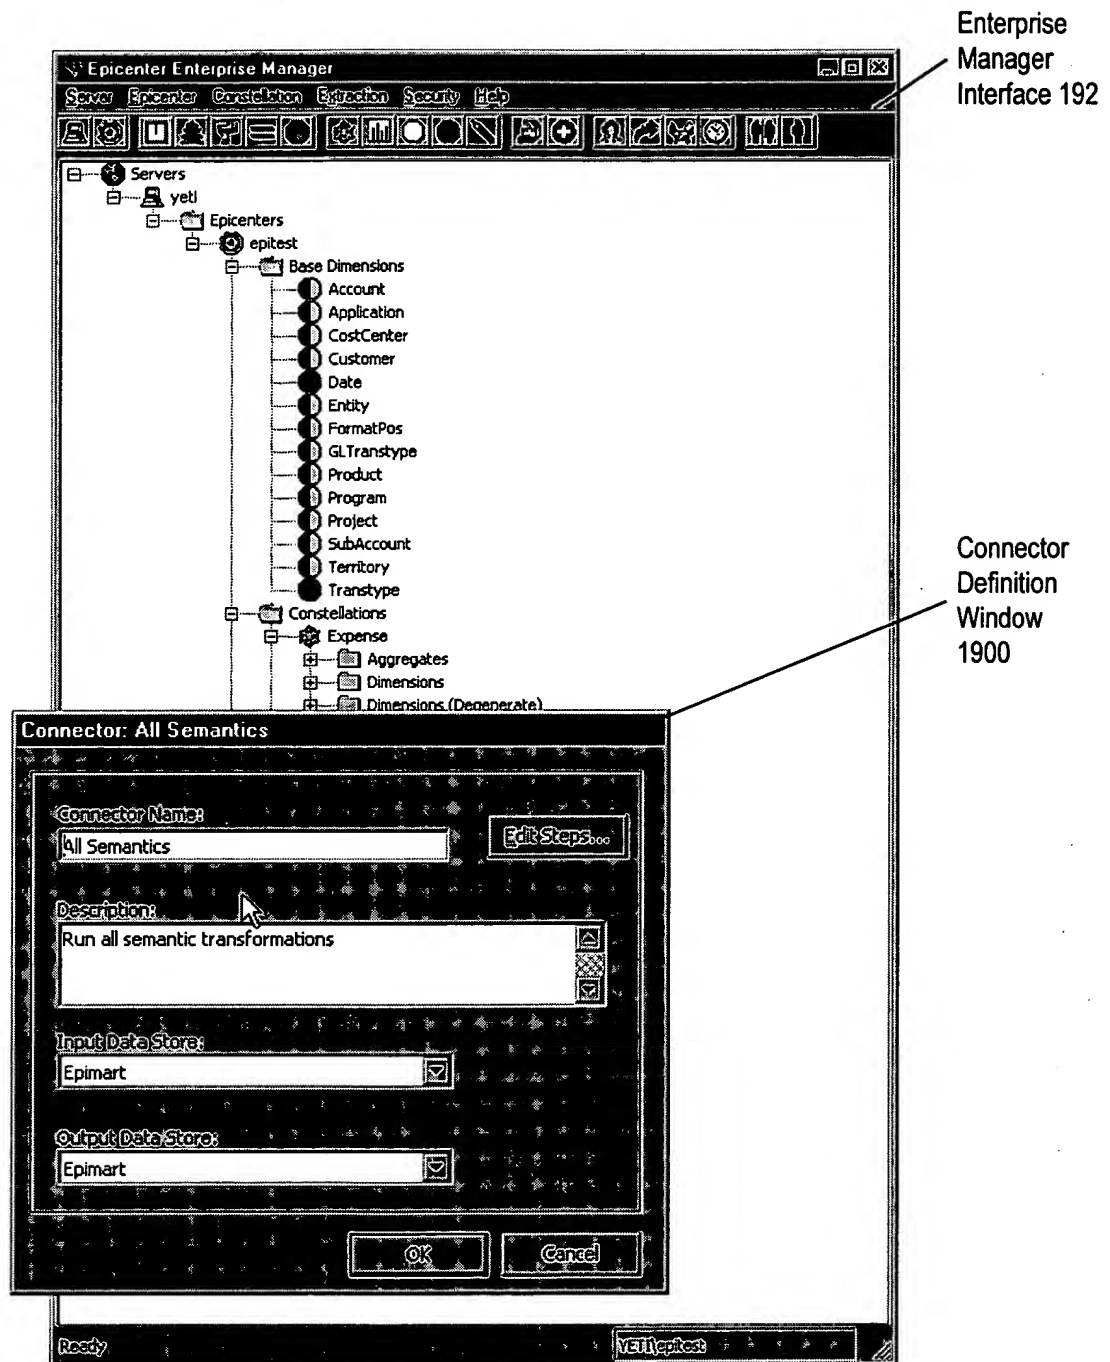 Enterprise
Manager
Interface 192
Epicenter Enterprise Manager
Server Epicenter Constellation Extraction Security Help
Servers
yeti
Epicenters
epitest
Base Dimensions
Account
Application
CostCenter
Customer
Date
Entity
FormatPos
GLTranstype
Product
Program
Project
SubAccount
Territory
Transtype
Constellations
Expense
Aggregates
Dimensions
Dimensions (Degenerate)
Connector
Definition
Window
1900
Connector: All Semantics
Connector Name:
All Semantics
Edit Steps...
Description:
Run all semantic transformations
Input Data Store:
Epimart
Output Data Store:
Epimart
OK Cancel
Ready YETI\epitest